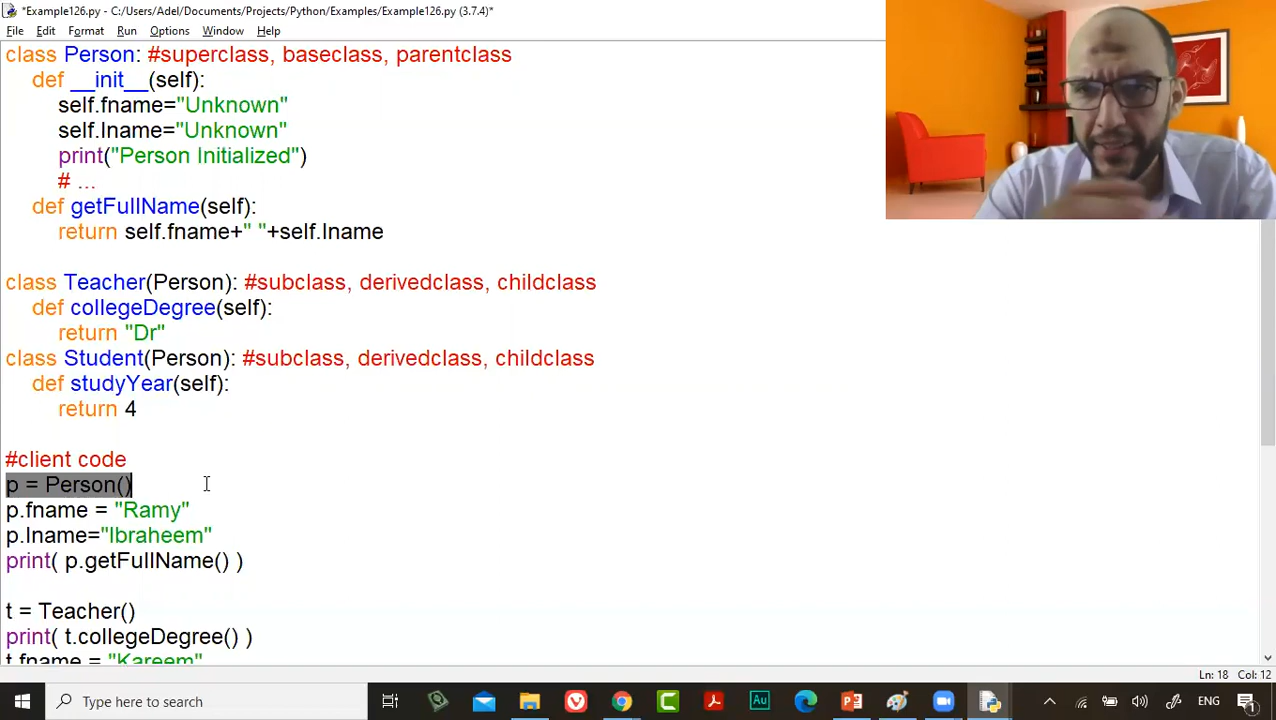 *Example126.py - C:/Users/Adel/Documents/Projects/Python/Examples/Example126.py (3.7.4)*
File Edit Format Run Options Window Help
class Person: #superclass, baseclass, parentclass
def __init__(self):
self.fname="Unknown"
self.lname="Unknown"
print("Person Initialized")
# ...
def getFullName(self):
return self.fname+" "+self.lname
class Teacher(Person): #subclass, derivedclass, childclass
def collegeDegree(self):
return "Dr"
class Student(Person): #subclass, derivedclass, childclass
def studyYear(self):
return 4
#client code
p = Person()
p.fname = "Ramy"
p.lname="Ibraheem"
print( p.getFullName() )
t = Teacher()
print( t.collegeDegree() )
t.fname = "Kareem"
Ln: 18 Col: 12
Type here to search
Au
ENG
1